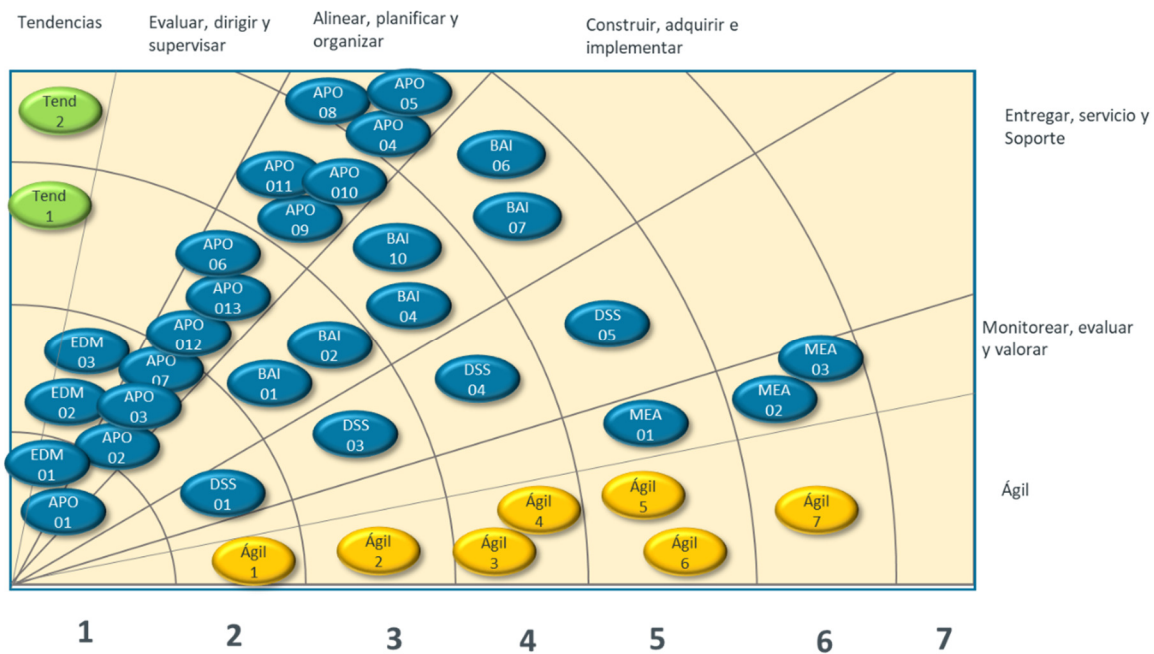 Tendencias
Evaluar, dirigir y
supervisar
Alinear, planificar y
organizar
Construir, adquirir e
implementar
Entregar, servicio y
Soporte
Monitorear, evaluar
y valorar
Ágil
Tend
2
Tend
1
APO
08
APO
05
APO
04
APO
011
APO
010
APO
09
APO
06
APO
013
APO
012
APO
07
APO
03
APO
02
APO
01
EDM
03
EDM
02
EDM
01
BAI
06
BAI
07
BAI
10
BAI
04
BAI
02
BAI
01
DSS
05
DSS
04
DSS
03
DSS
01
MEA
03
MEA
02
MEA
01
Ágil
1
Ágil
2
Ágil
3
Ágil
4
Ágil
5
Ágil
6
Ágil
7
1
2
3
4
5
6
7